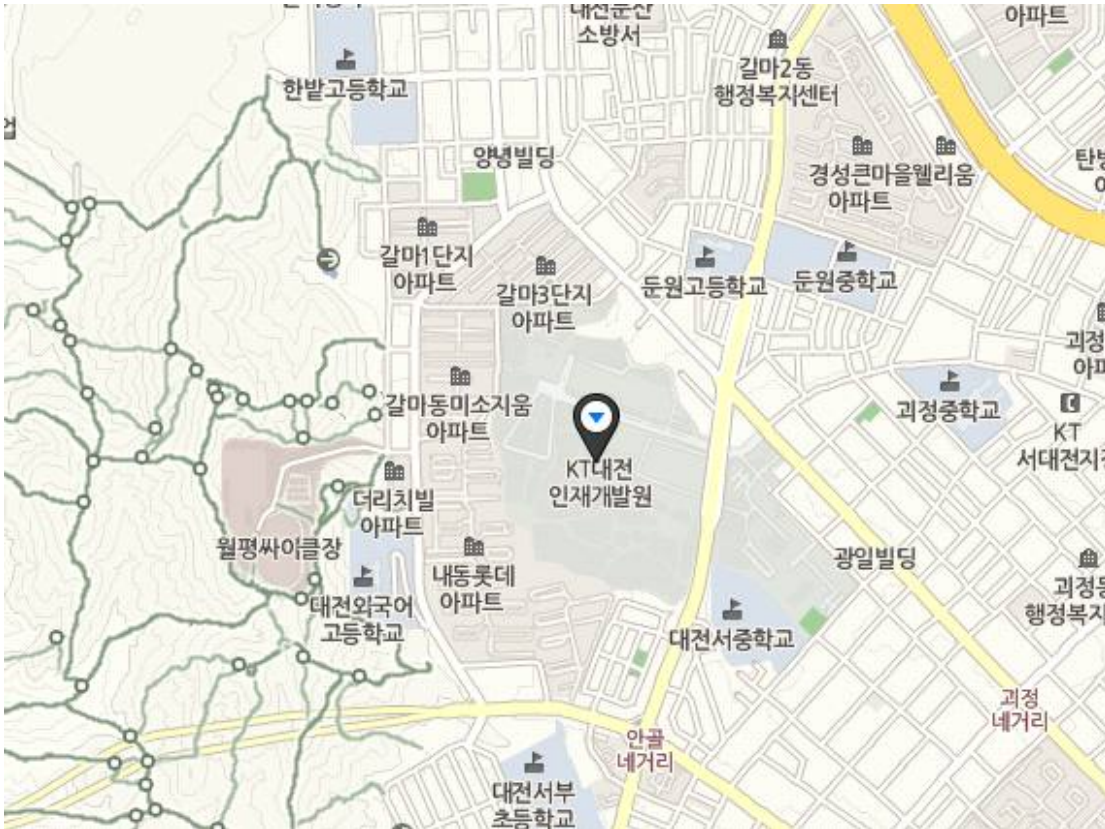 대전둔산
소방서
아파트
갈마2동
행정복지센터
한밭고등학교
양녕빌딩
경성큰마을웰리움
아파트
갈마1단지
아파트
갈마3단지
아파트
둔원고등학교
둔원중학교
갈마동미소지움
아파트
괴정중학교
KT
KT대전
인재개발원
더리치빌
아파트
월평싸이클장
내동롯데
아파트
광일빌딩
대전외국어
고등학교
대전서중학교
괴정
네거리
안골
네거리
대전서부
초등학교